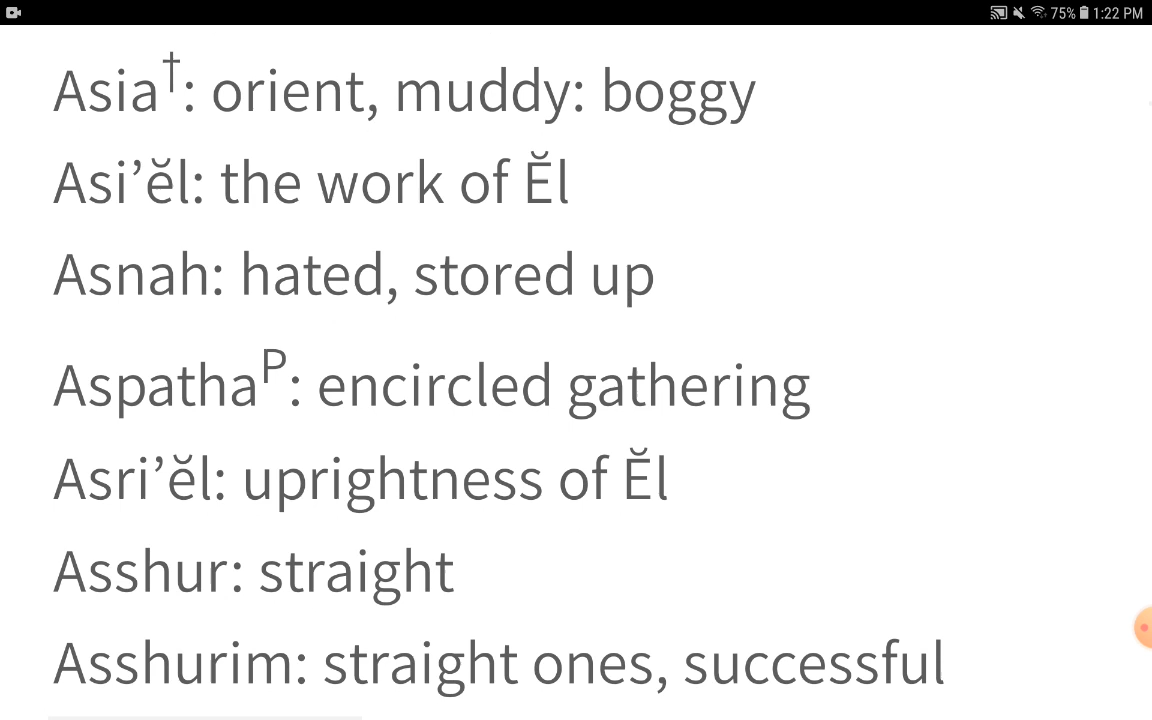 75% 1:22 PM
Asia†: orient, muddy: boggy
Asi’ĕl: the work of Ĕl
Asnah: hated, stored up
Aspathaᴾ: encircled gathering
Asri’ĕl: uprightness of Ĕl
Asshur: straight
Asshurim: straight ones, successful